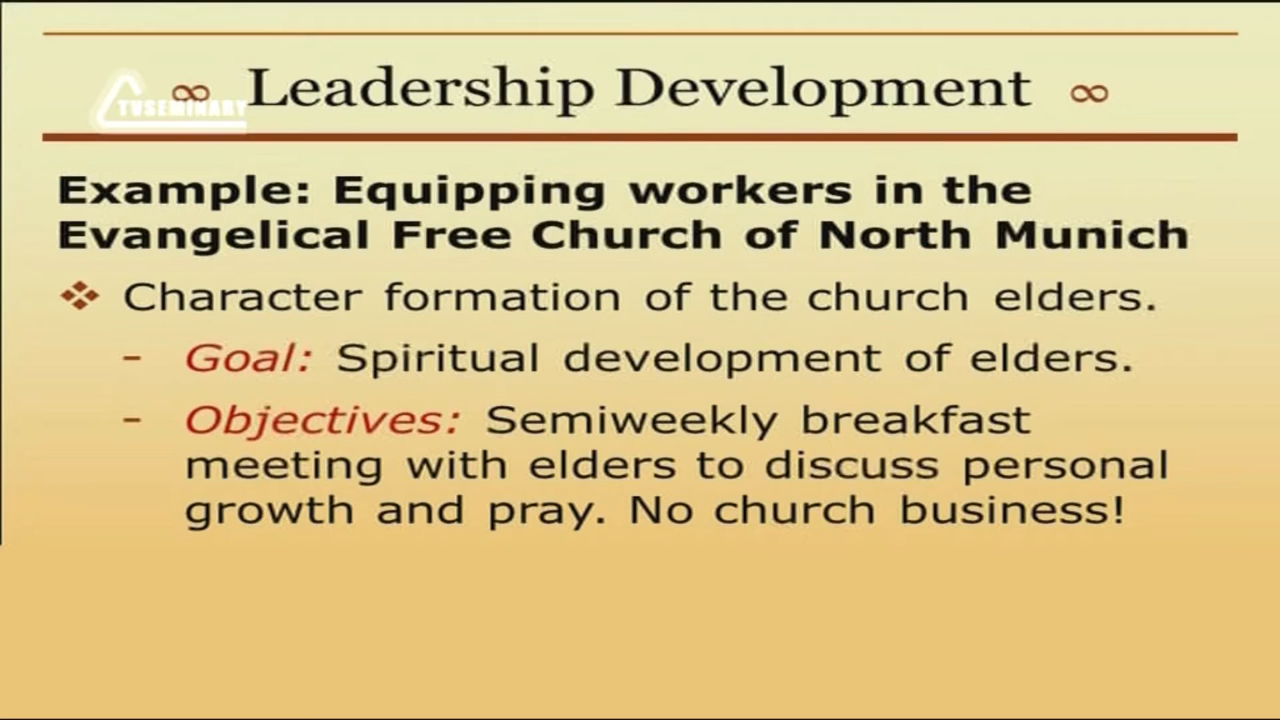 ∞ Leadership Development ∞
TVSEMINARY
Example: Equipping workers in the
Evangelical Free Church of North Munich
❖ Character formation of the church elders.
- Goal: Spiritual development of elders.
- Objectives: Semiweekly breakfast
meeting with elders to discuss personal
growth and pray. No church business!